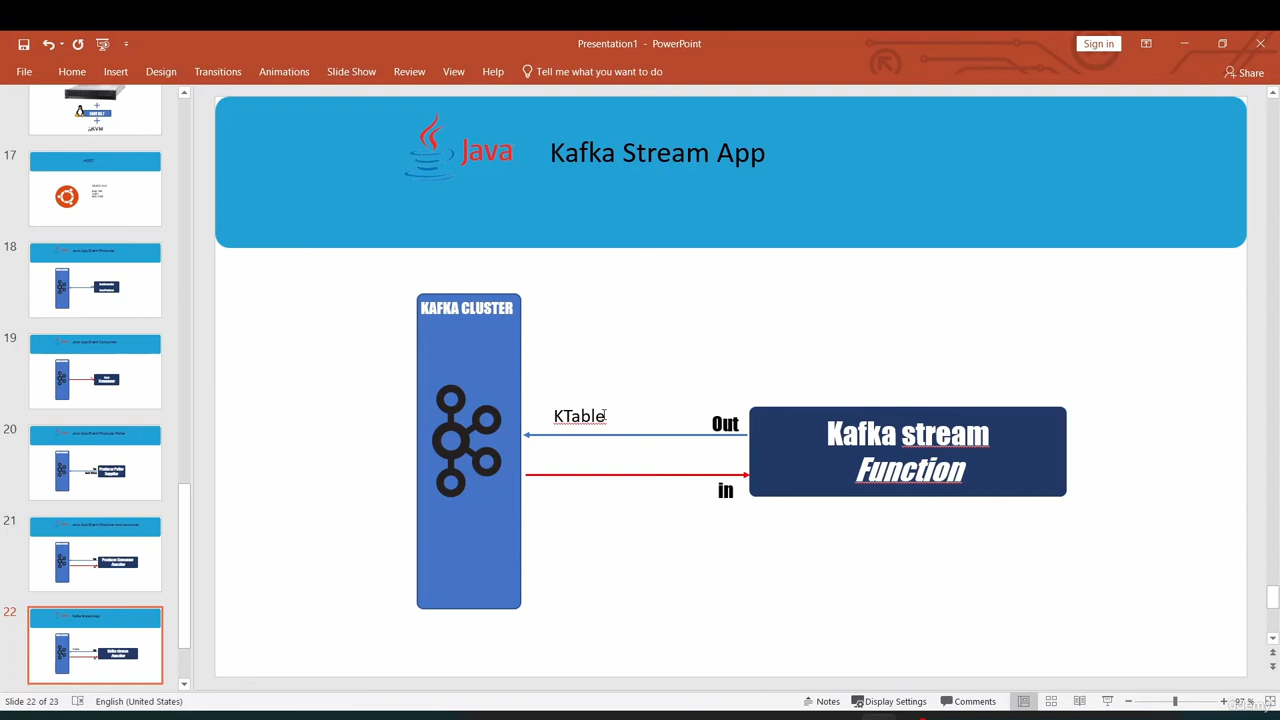 Presentation1 - PowerPoint
Sign in
File Home Insert Design Transitions Animations Slide Show Review View Help Tell me what you want to do Share
17
18
19
20
21
22
Java Kafka Stream App
KAFKA CLUSTER
KTable
Out
in
Kafka stream
Function
Slide 22 of 23 English (United States) Notes Display Settings Comments 97 %
Udemy